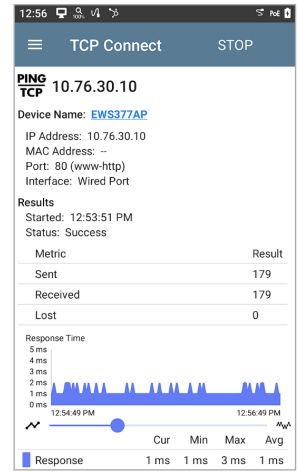 12:56 PoE
TCP Connect STOP
PING
TCP 10.76.30.10
Device Name: EWS377AP
IP Address: 10.76.30.10
MAC Address: --
Port: 80 (www-http)
Interface: Wired Port
Results
Started: 12:53:51 PM
Status: Success
Metric Result
Sent 179
Received 179
Lost 0
Response Time
5 ms
4 ms
3 ms
2 ms
1 ms
0 ms
12:54:49 PM 12:56:49 PM
Cur Min Max Avg
Response 1 ms 1 ms 3 ms 1 ms